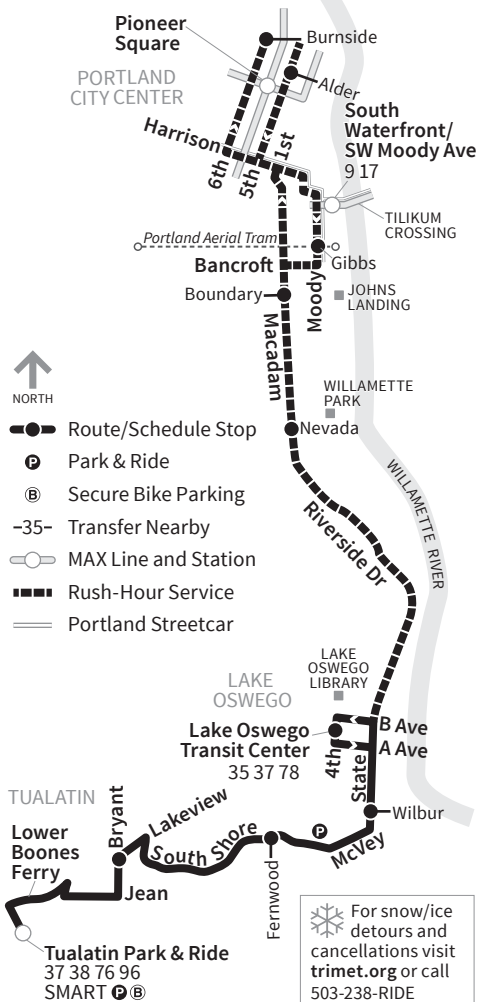 Pioneer
Square
Burnside
PORTLAND
CITY CENTER
Alder
South
Waterfront/
SW Moody Ave
9 17
Harrison
6th
5th
1st
TILIKUM
CROSSING
Portland Aerial Tram
Bancroft
Gibbs
Moody
Boundary
JOHNS
LANDING
Macadam
NORTH
WILLAMETTE
PARK
Route/Schedule Stop
Nevada
P Park & Ride
B Secure Bike Parking
-35- Transfer Nearby
MAX Line and Station
Rush-Hour Service
Portland Streetcar
WILLAMETTE RIVER
Riverside Dr
LAKE
OSWEGO
LIBRARY
LAKE
OSWEGO
B Ave
Lake Oswego
Transit Center
35 37 78
4th
State
A Ave
TUALATIN
Bryant
Lakeview
Wilbur
Lower
Boones
Ferry
South Shore
P
McVey
Jean
Fernwood
Tualatin Park & Ride
37 38 76 96
SMART P B
For snow/ice
detours and
cancellations visit
trimet.org or call
503-238-RIDE